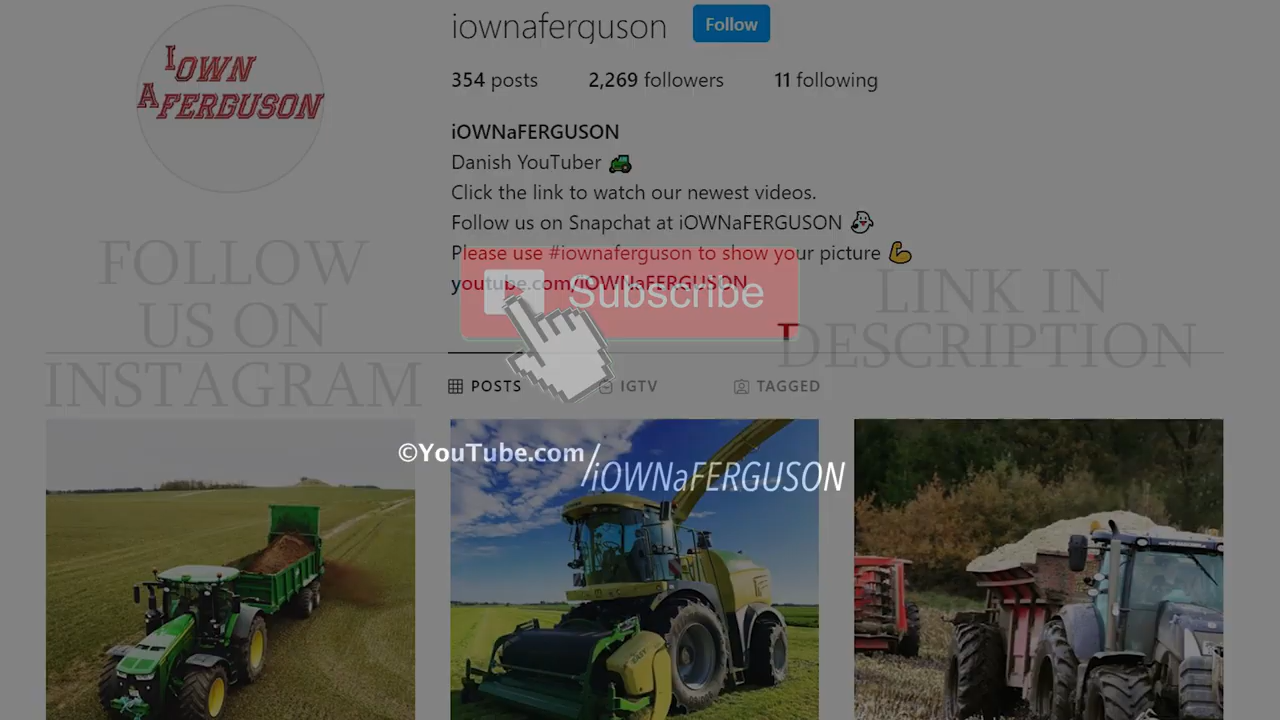 I OWN
A FERGUSON
iownaferguson
Follow
354 posts
2,269 followers
11 following
iOWNaFERGUSON
Danish YouTuber 🚜
Click the link to watch our newest videos.
Follow us on Snapchat at iOWNaFERGUSON 👻
Please use #iownaferguson to show your picture 💪
youtube.com/iOWNaFERGUSON
Subscribe
FOLLOW
US ON
INSTAGRAM
LINK IN
DESCRIPTION
T
POSTS
IGTV
TAGGED
©YouTube.com/iOWNaFERGUSON